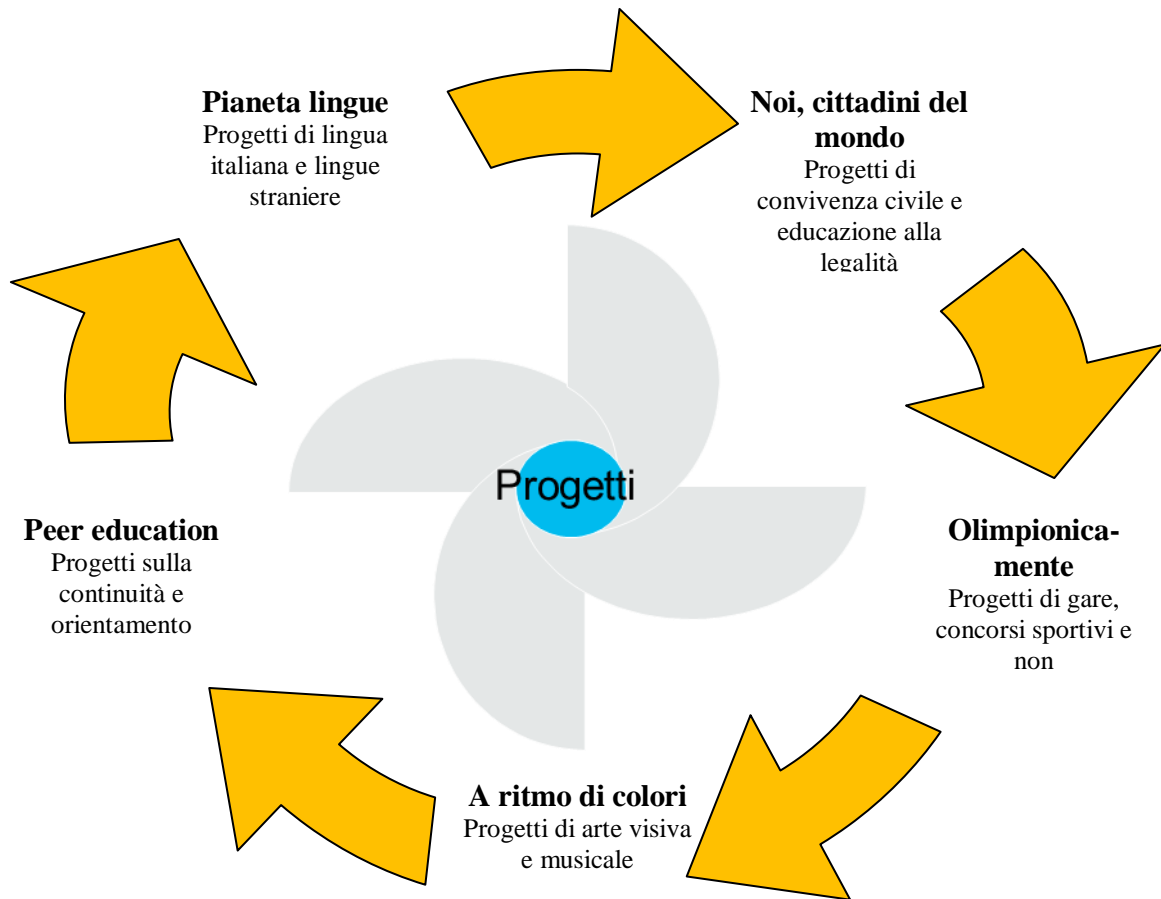 Pianeta lingue
Progetti di lingua
italiana e lingue
straniere
Noi, cittadini del
mondo
Progetti di
convivenza civile e
educazione alla
legalità
Olimpionica-
mente
Progetti di gare,
concorsi sportivi e
non
A ritmo di colori
Progetti di arte visiva
e musicale
Peer education
Progetti sulla
continuità e
orientamento
Progetti